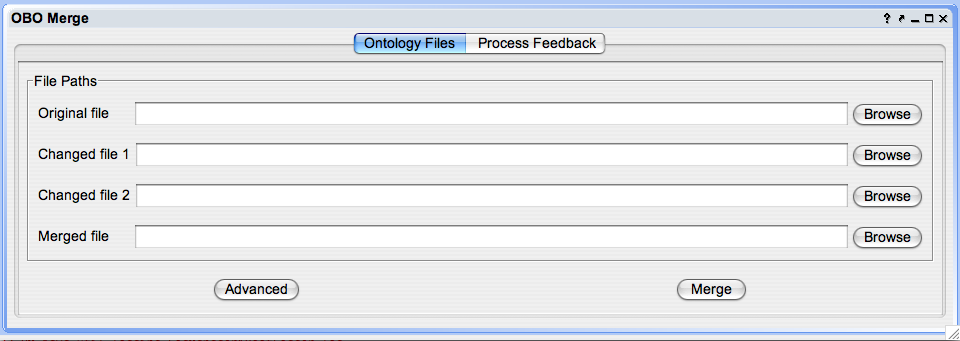 OBO Merge
Ontology Files Process Feedback
File Paths
Original file Browse
Changed file 1 Browse
Changed file 2 Browse
Merged file Browse
Advanced Merge